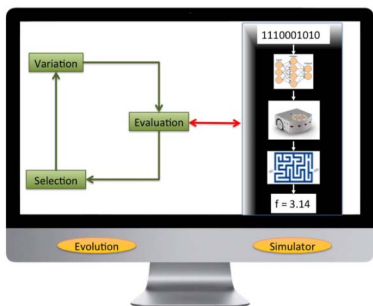 Variation
Evaluation
Selection
1110001010
f = 3.14
Evolution
Simulator